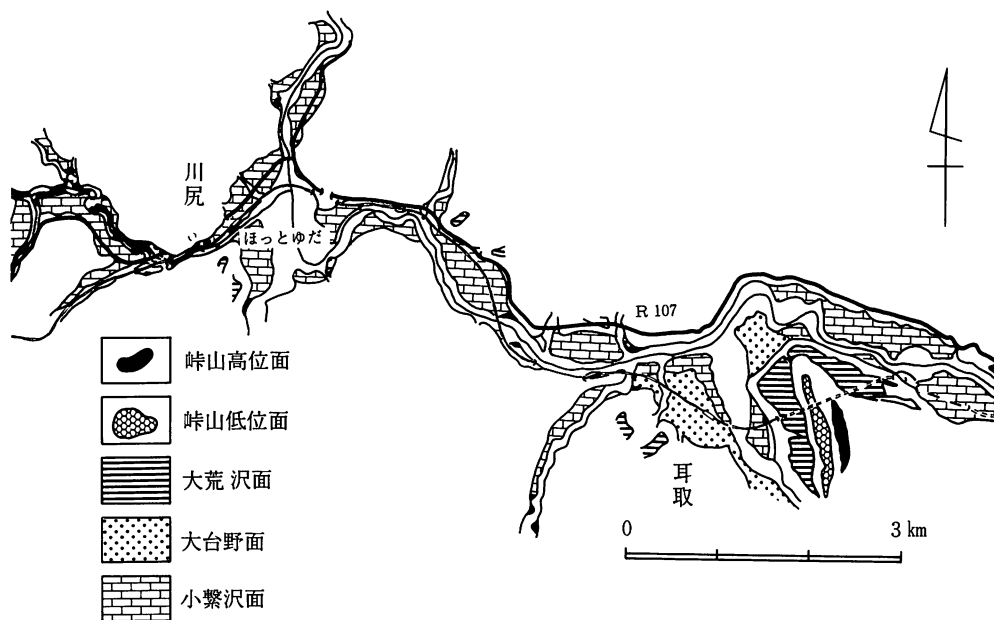 川尻
ほっとゆだ
R 107
耳取
0 3 km
峠山高位面
峠山低位面
大荒沢面
大台野面
小繋沢面